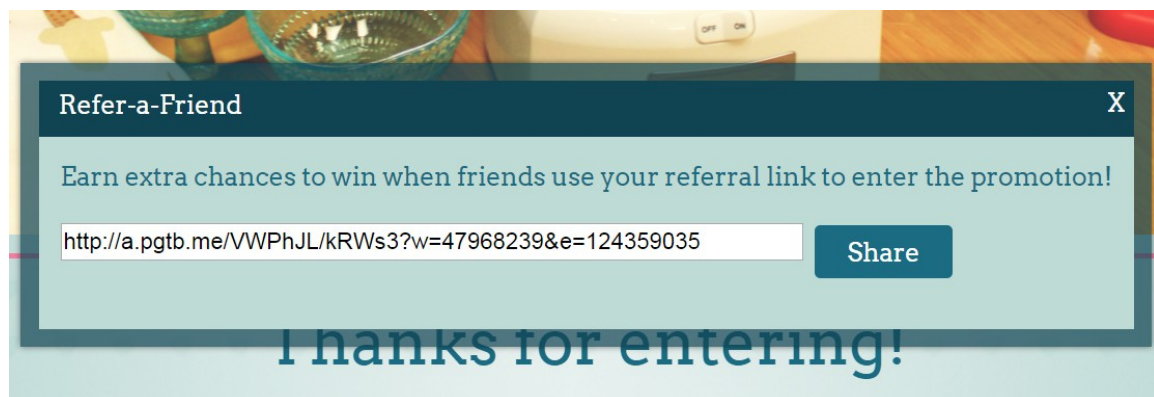 OFF ON
Refer-a-Friend
X
Earn extra chances to win when friends use your referral link to enter the promotion!
http://a.pgtb.me/VWPhJL/kRWs3?w=47968239&e=124359035
Share
Thanks for entering!